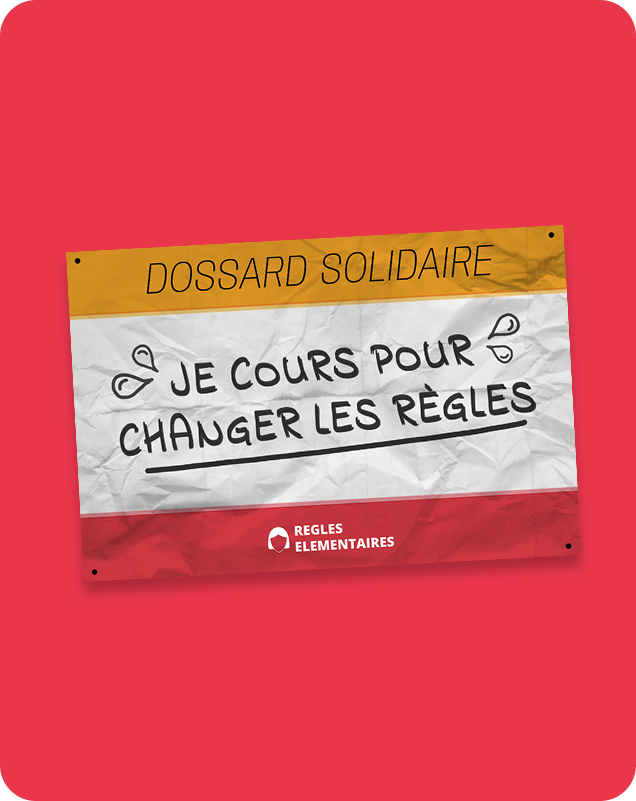 DOSSARD SOLIDAIRE
JE COURS POUR
CHANGER LES RÈGLES
REGLES
ELEMENTAIRES